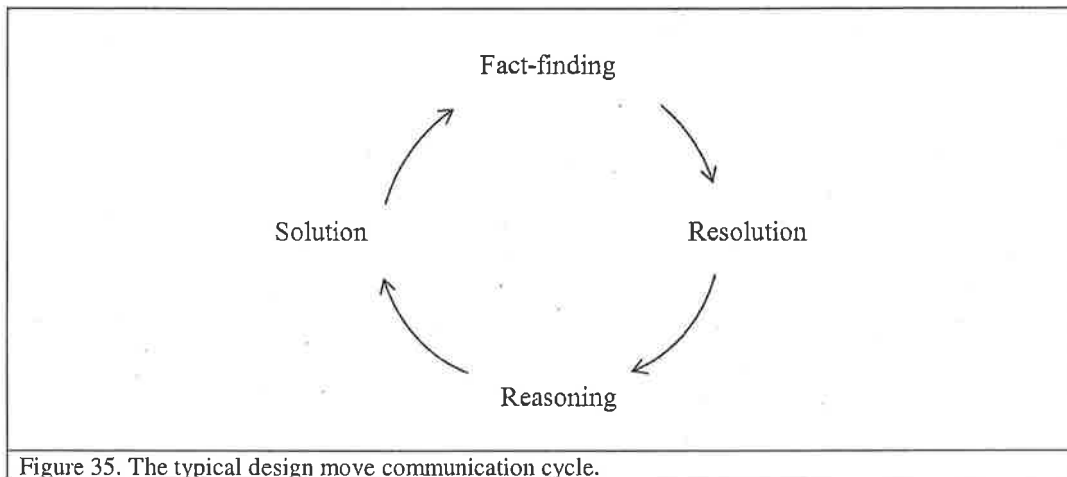 Fact-finding
Solution
Resolution
Reasoning
Figure 35. The typical design move communication cycle.